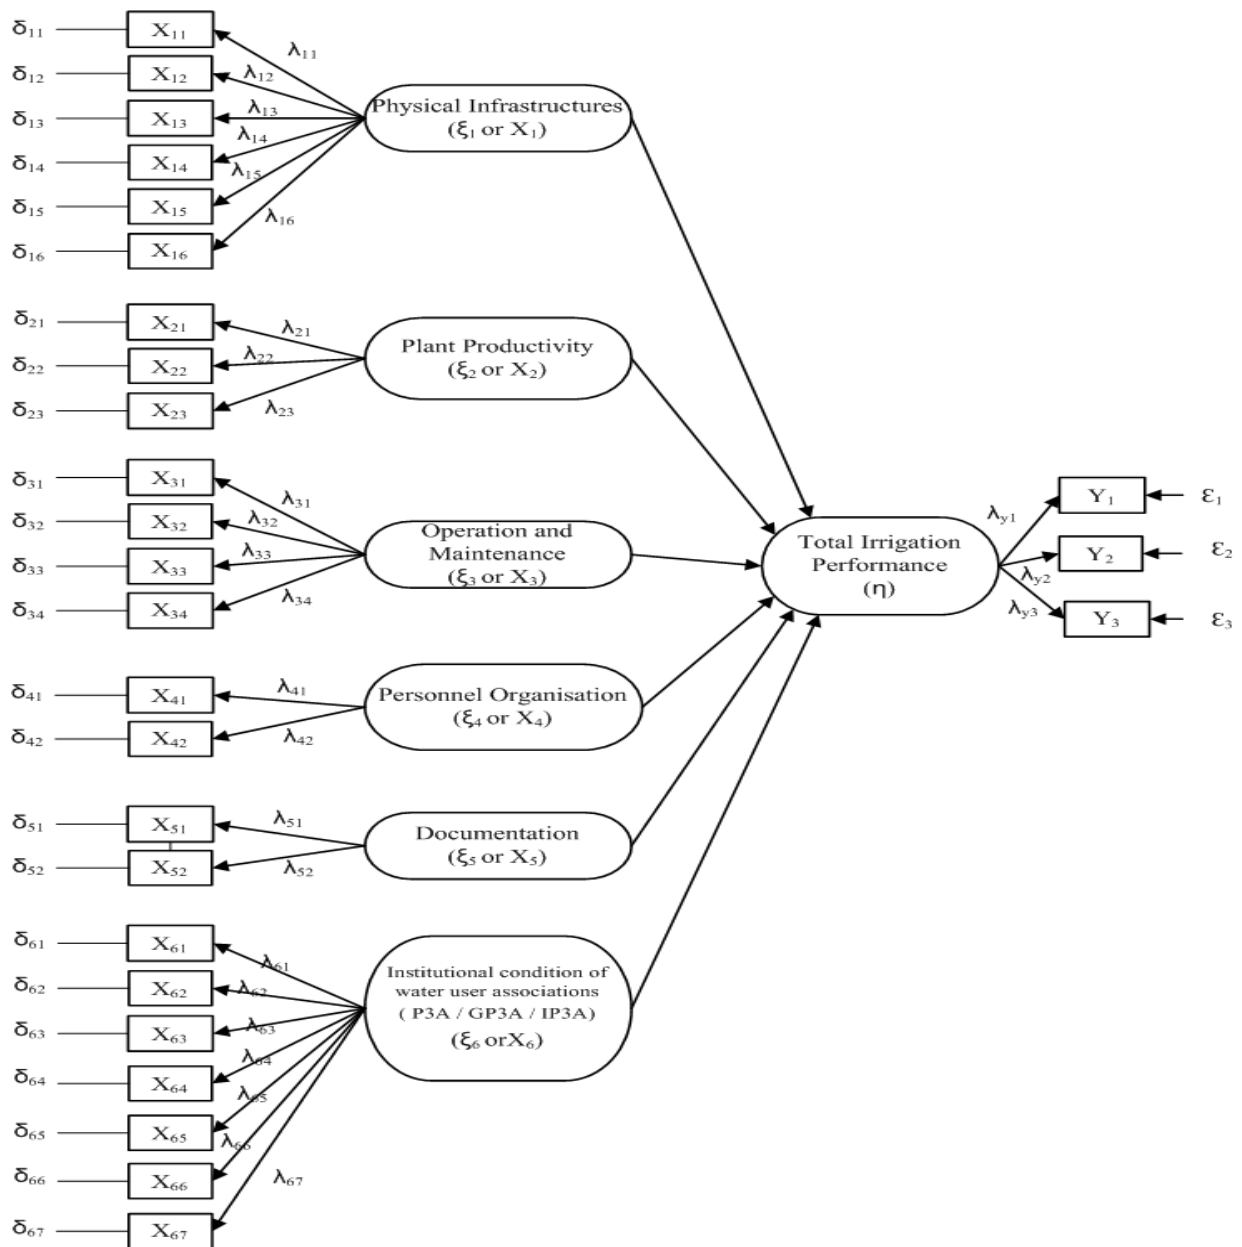 δ₁₁ X₁₁ λ₁₁
δ₁₂ X₁₂ λ₁₂
δ₁₃ X₁₃ λ₁₃
δ₁₄ X₁₄ λ₁₄
δ₁₅ X₁₅ λ₁₅
δ₁₆ X₁₆ λ₁₆
Physical Infrastructures
(ξ₁ or X₁)
δ₂₁ X₂₁ λ₂₁
δ₂₂ X₂₂ λ₂₂
δ₂₃ X₂₃ λ₂₃
Plant Productivity
(ξ₂ or X₂)
δ₃₁ X₃₁ λ₃₁
δ₃₂ X₃₂ λ₃₂
δ₃₃ X₃₃ λ₃₃
δ₃₄ X₃₄ λ₃₄
Operation and
Maintenance
(ξ₃ or X₃)
δ₄₁ X₄₁ λ₄₁
δ₄₂ X₄₂ λ₄₂
Personnel Organisation
(ξ₄ or X₄)
δ₅₁ X₅₁ λ₅₁
δ₅₂ X₅₂ λ₅₂
Documentation
(ξ₅ or X₅)
δ₆₁ X₆₁ λ₆₁
δ₆₂ X₆₂ λ₆₂
δ₆₃ X₆₃ λ₆₃
δ₆₄ X₆₄ λ₆₄
δ₆₅ X₆₅ λ₆₅
δ₆₆ X₆₆ λ₆₆
δ₆₇ X₆₇ λ₆₇
Institutional condition of
water user associations
( P3A / GP3A / IP3A)
(ξ₆ orX₆)
Total Irrigation
Performance
(η)
λy₁ Y₁ ε₁
λy₂ Y₂ ε₂
λy₃ Y₃ ε₃